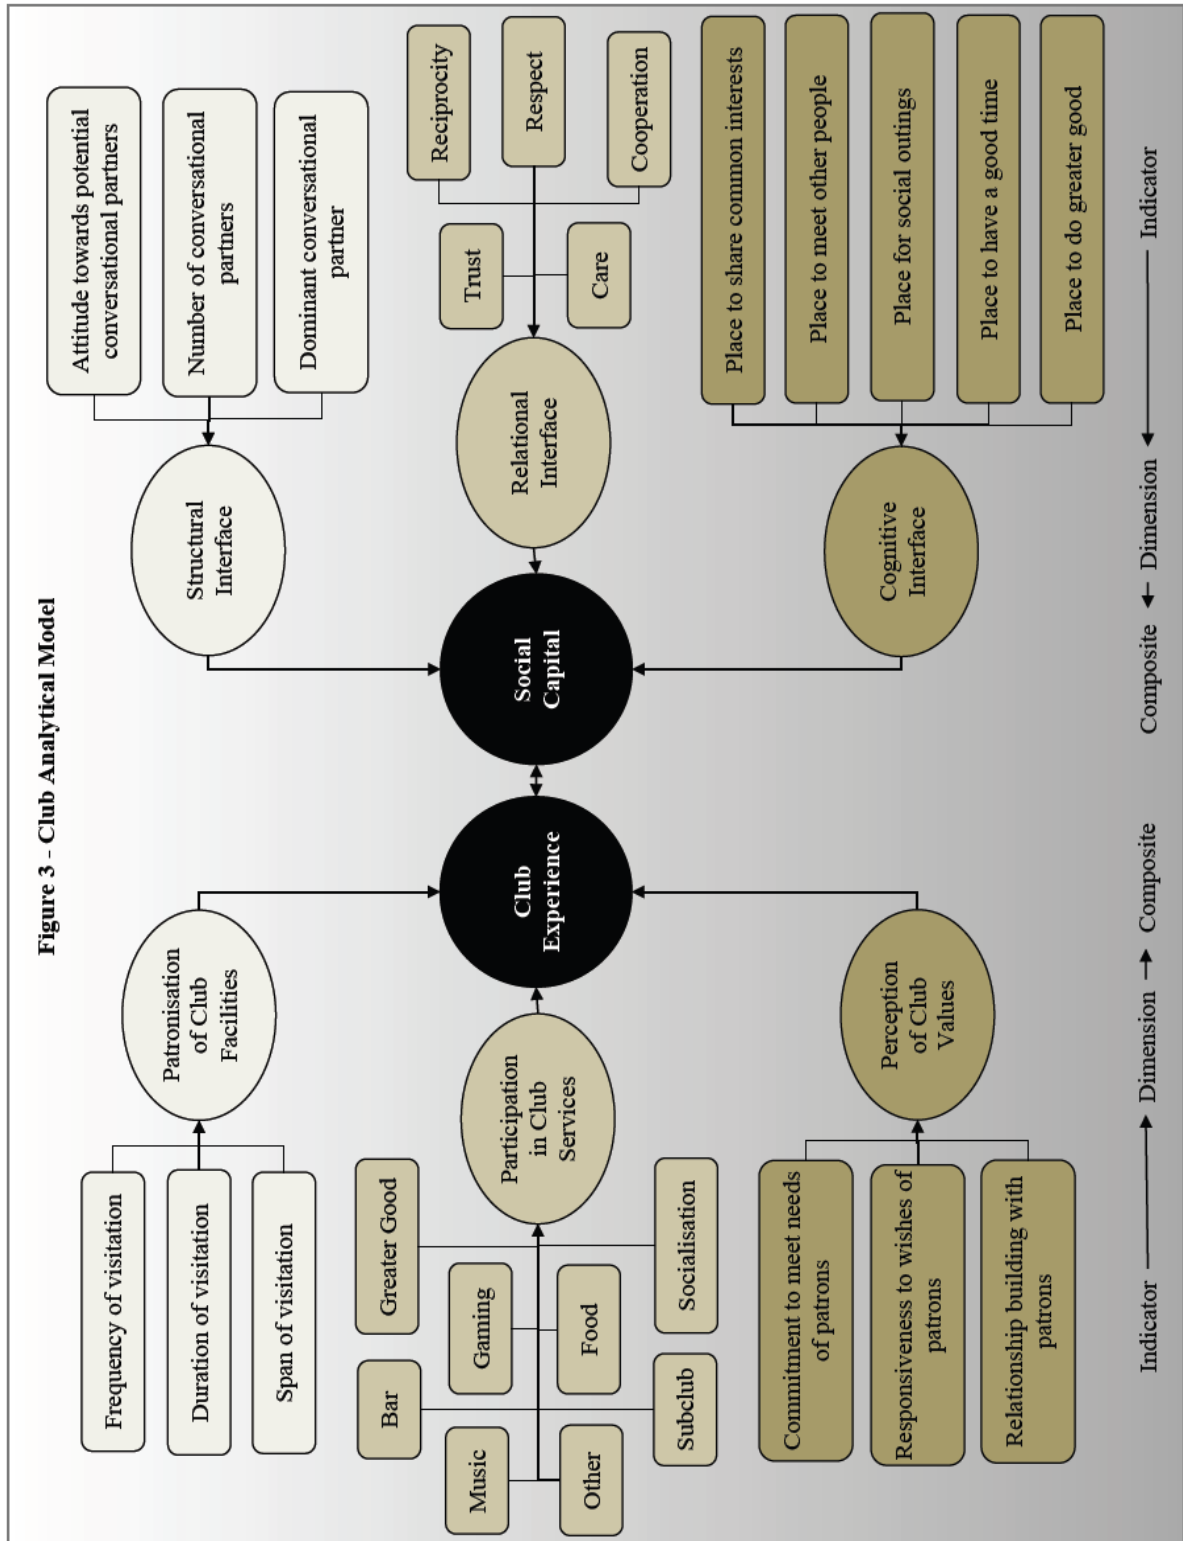 Figure 3 - Club Analytical Model
Frequency of visitation
Duration of visitation
Span of visitation
Patronisation
of Club
Facilities
Structural
Interface
Attitude towards potential
conversational partners
Number of conversational
partners
Dominant conversational
partner
Music
Other
Bar
Subclub
Gaming
Food
Greater Good
Socialisation
Participation
in Club
Services
Club
Experience
Social
Capital
Relational
Interface
Trust
Care
Reciprocity
Respect
Cooperation
Commitment to meet needs
of patrons
Responsiveness to wishes of
patrons
Relationship building with
patrons
Perception
of Club
Values
Cognitive
Interface
Place to share common interests
Place to meet other people
Place for social outings
Place to have a good time
Place to do greater good
Indicator Dimension Composite Composite Dimension Indicator